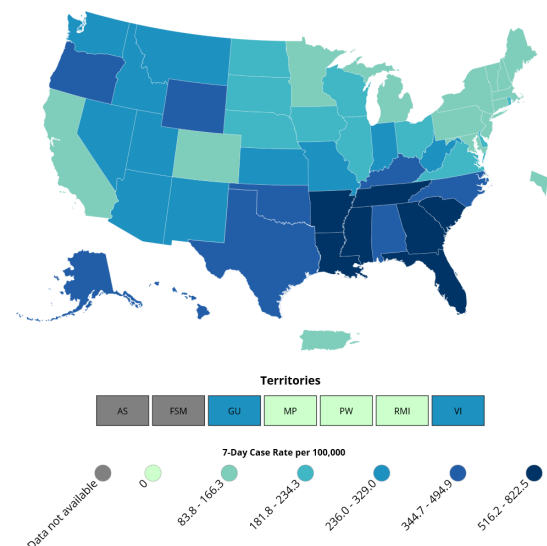 Territories
AS FSM GU MP PW RMI VI
7-Day Case Rate per 100,000
Data not available
0
83.8 - 166.3
181.8 - 234.3
236.0 - 329.0
344.7 - 494.9
516.2 - 822.5